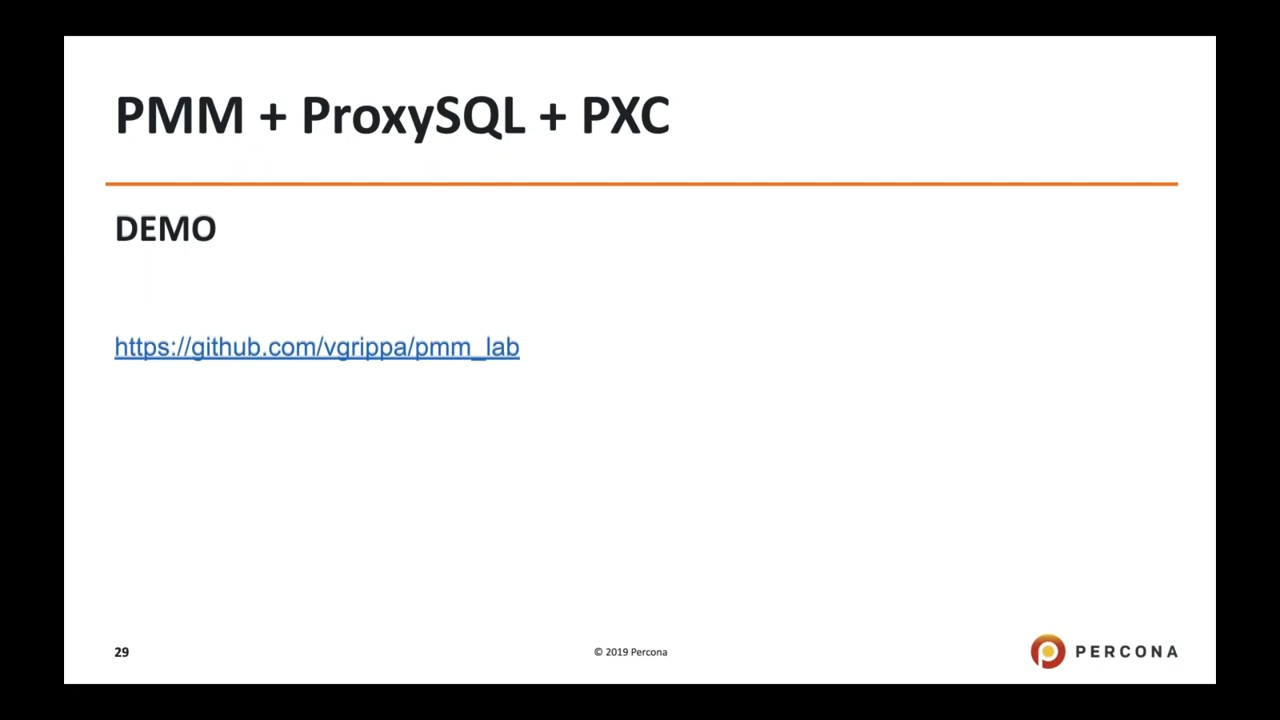 PMM + ProxySQL + PXC
DEMO
https://github.com/vgrippa/pmm_lab
29
© 2019 Percona
PERCONA